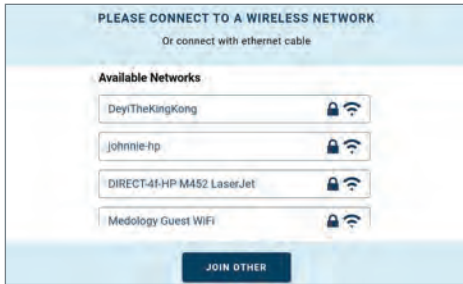 PLEASE CONNECT TO A WIRELESS NETWORK
Or connect with ethernet cable
Available Networks
DeyiTheKingKong
johnnie-hp
DIRECT-4f-HP M452 LaserJet
Medology Guest WiFi
JOIN OTHER